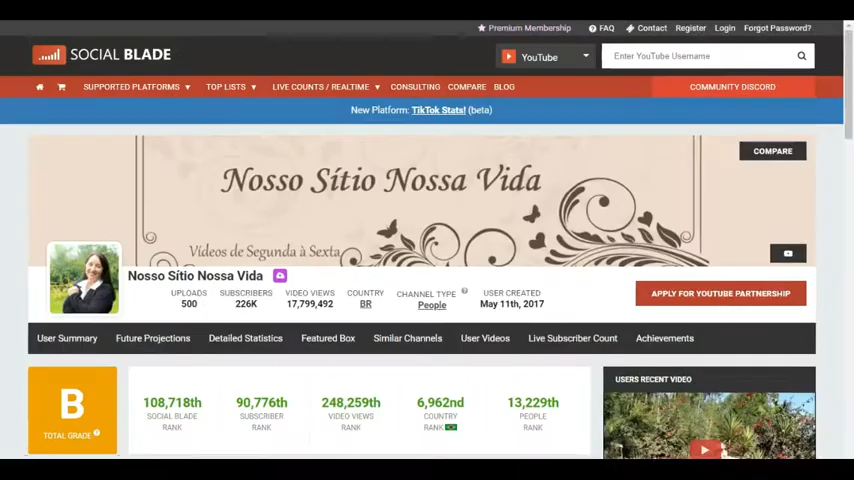 Premium Membership FAQ Contact Register Login Forgot Password?
SOCIAL BLADE YouTube Enter YouTube Username
SUPPORTED PLATFORMS TOP LISTS LIVE COUNTS / REALTIME CONSULTING COMPARE BLOG COMMUNITY DISCORD
New Platform: TikTok Stats! (beta)
COMPARE
Nosso Sítio Nossa Vida
Vídeos de Segunda à Sexta
Nosso Sítio Nossa Vida
UPLOADS SUBSCRIBERS VIDEO VIEWS COUNTRY CHANNEL TYPE USER CREATED
500 226K 17,799,492 BR People May 11th, 2017
APPLY FOR YOUTUBE PARTNERSHIP
User Summary Future Projections Detailed Statistics Featured Box Similar Channels User Videos Live Subscriber Count Achievements
B
TOTAL GRADE
108,718th 90,776th 248,259th 6,962nd 13,229th
SOCIAL BLADE SUBSCRIBER VIDEO VIEWS COUNTRY PEOPLE
RANK RANK RANK RANK RANK
USERS RECENT VIDEO